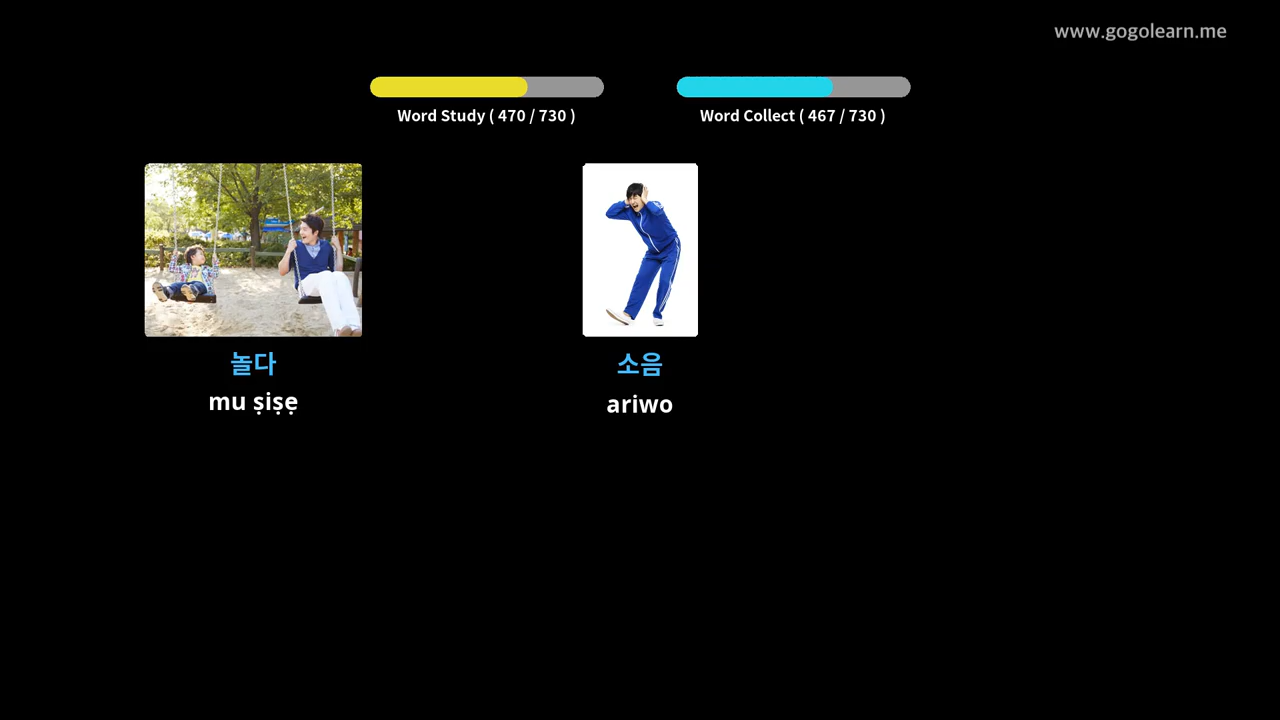 www.gogolearn.me
Word Study ( 470 / 730 )
Word Collect ( 467 / 730 )
놀다
mu ṣiṣẹ
소음
ariwo